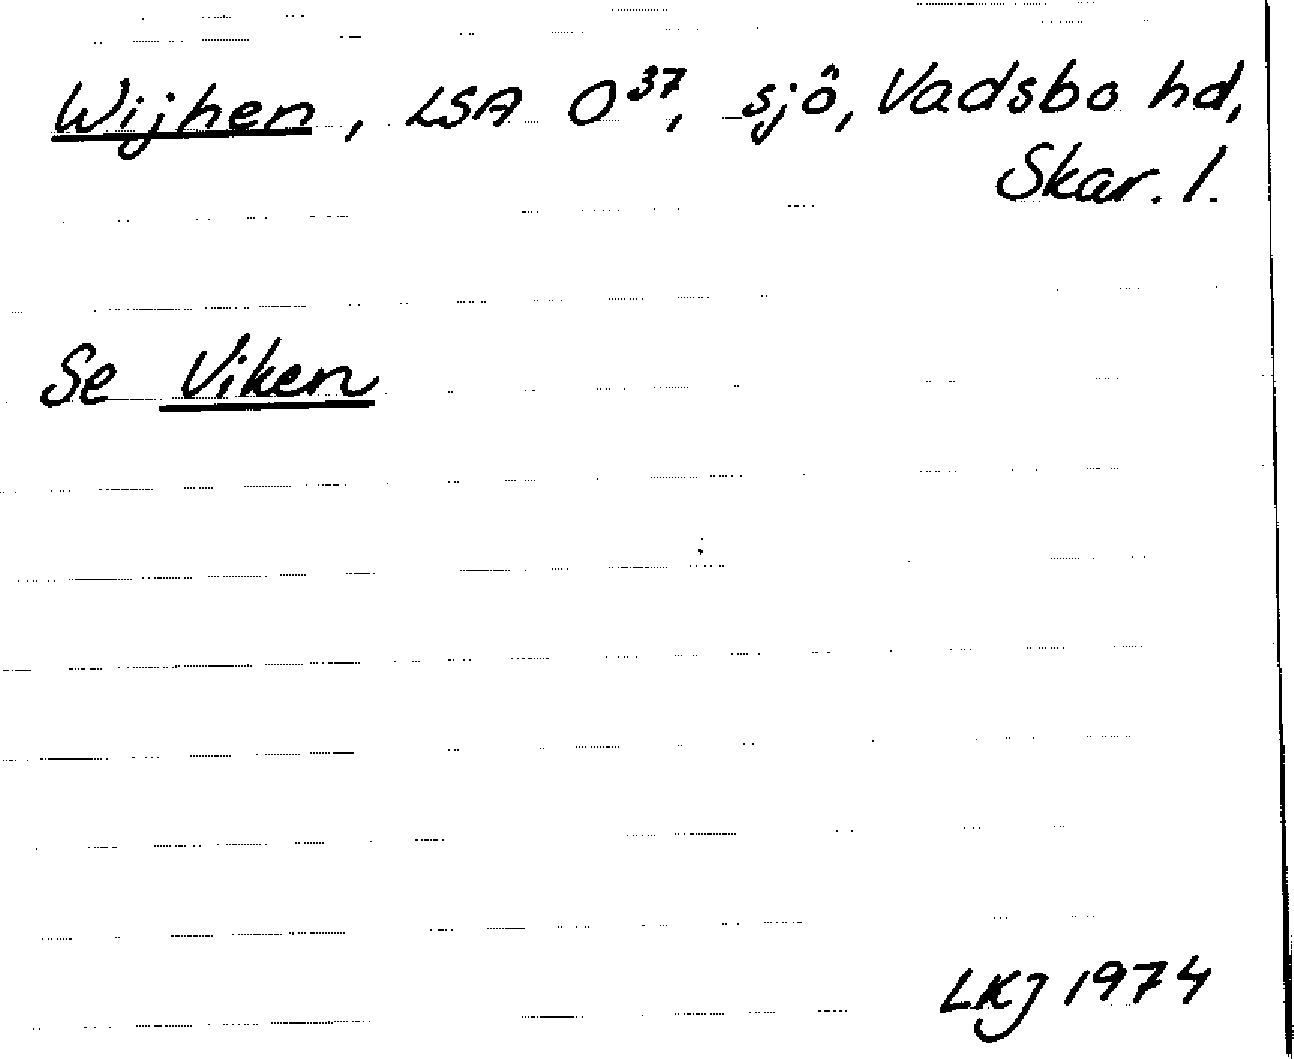 Wijhen, LSA O³⁷, sjö, Vadsbo hd,
Skar. l.
Se Viken
LKJ 1974